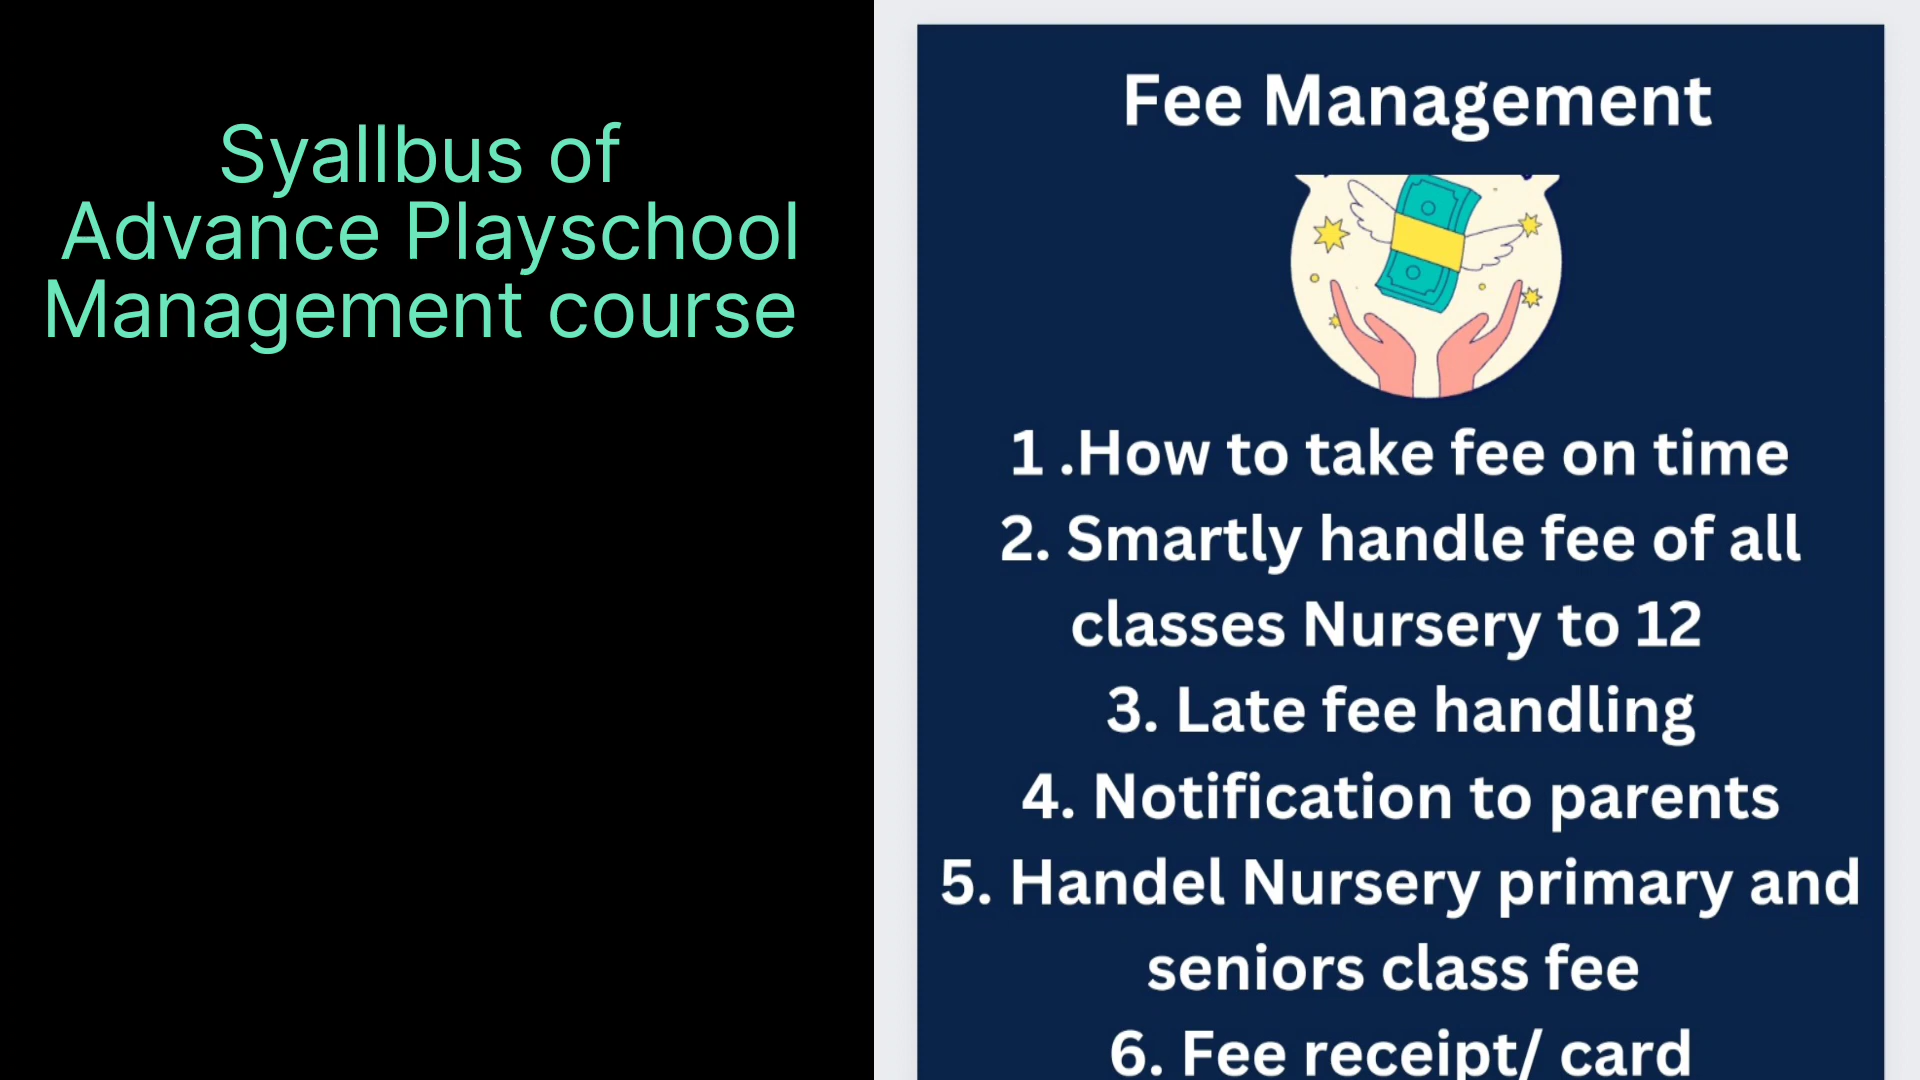 Syallbus of
Advance Playschool
Management course
Fee Management
1 .How to take fee on time
2. Smartly handle fee of all
classes Nursery to 12
3. Late fee handling
4. Notification to parents
5. Handel Nursery primary and
seniors class fee
6. Fee receipt/ card